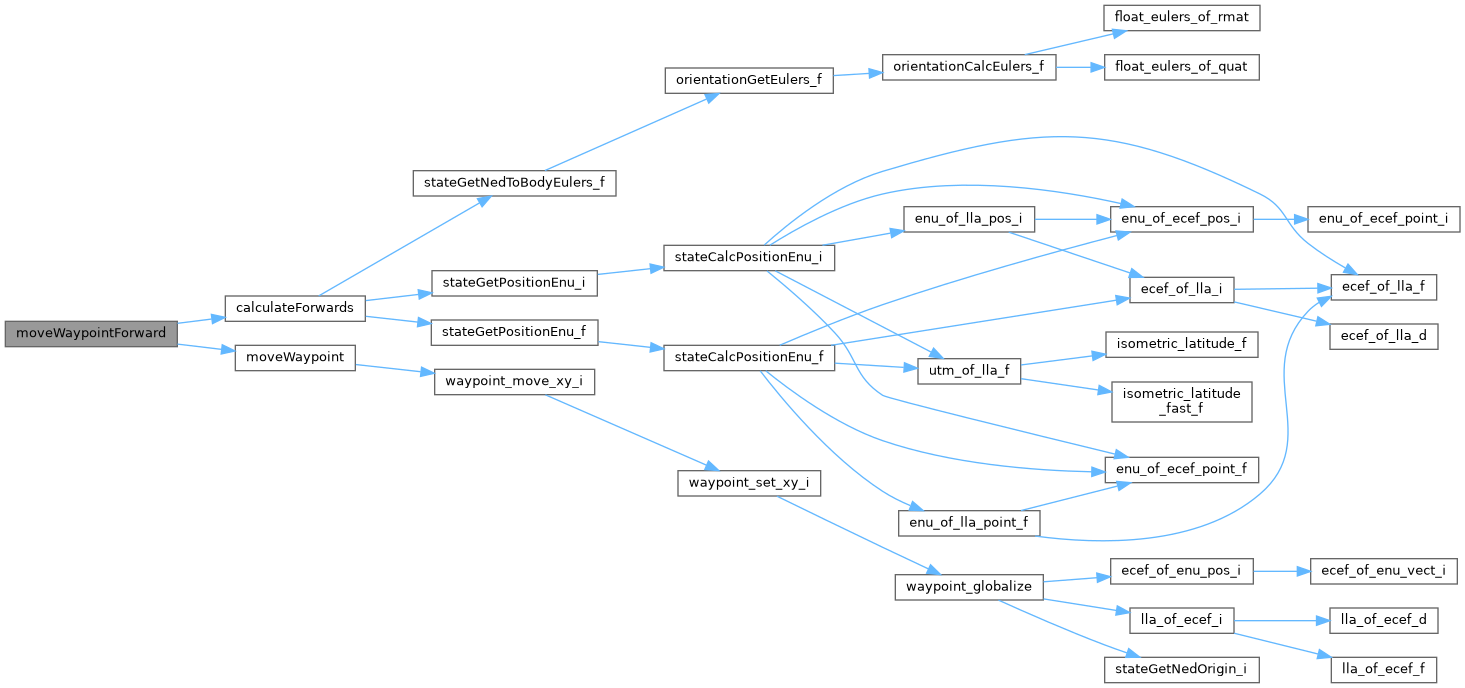 float_eulers_of_rmat
orientationGetEulers_f
orientationCalcEulers_f
float_eulers_of_quat
stateGetNedToBodyEulers_f
enu_of_lla_pos_i
enu_of_ecef_pos_i
enu_of_ecef_point_i
stateCalcPositionEnu_i
stateGetPositionEnu_i
ecef_of_lla_i
ecef_of_lla_f
calculateForwards
moveWaypointForward
stateGetPositionEnu_f
ecef_of_lla_d
moveWaypoint
stateCalcPositionEnu_f
isometric_latitude_f
utm_of_lla_f
waypoint_move_xy_i
isometric_latitude
_fast_f
enu_of_ecef_point_f
waypoint_set_xy_i
enu_of_lla_point_f
ecef_of_enu_pos_i
ecef_of_enu_vect_i
waypoint_globalize
lla_of_ecef_i
lla_of_ecef_d
stateGetNedOrigin_i
lla_of_ecef_f